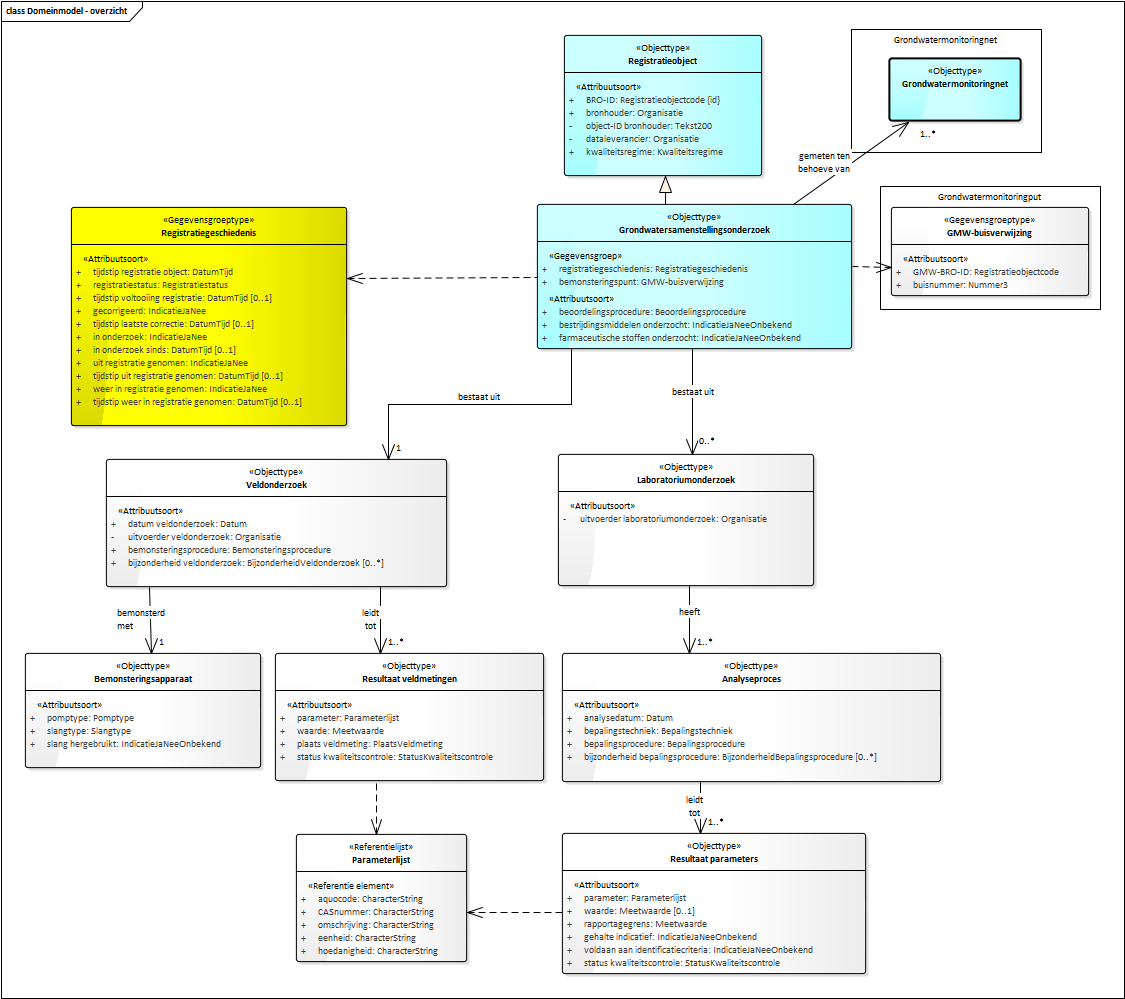 class Domeinmodel - overzicht
«Objecttype»
Registratieobject
«Attribuutsoort»
+ BRO-ID: Registratieobjectcode {id}
+ bronhouder: Organisatie
- object-ID bronhouder: Tekst200
- dataleverancier: Organisatie
+ kwaliteitsregime: Kwaliteitsregime
Grondwatermonitoringnet
«Objecttype»
Grondwatermonitoringnet
1..*
gemeten ten
behoeve van
Grondwatermonitoringput
«Gegevensgroeptype»
GMW-buisverwijzing
«Attribuutsoort»
+ GMW-BRO-ID: Registratieobjectcode
+ buisnummer: Nummer3
«Gegevensgroeptype»
Registratiegeschiedenis
«Attribuutsoort»
+ tijdstip registratie object: DatumTijd
+ registratiestatus: Registratiestatus
+ tijdstip voltooiing registratie: DatumTijd [0..1]
+ gecorrigeerd: IndicatieJaNee
+ tijdstip laatste correctie: DatumTijd [0..1]
+ in onderzoek: IndicatieJaNee
+ in onderzoek sinds: DatumTijd [0..1]
+ uit registratie genomen: IndicatieJaNee
+ tijdstip uit registratie genomen: DatumTijd [0..1]
+ weer in registratie genomen: IndicatieJaNee
+ tijdstip weer in registratie genomen: DatumTijd [0..1]
«Objecttype»
Grondwatersamenstellingsonderzoek
«Gegevensgroep»
+ registratiegeschiedenis: Registratiegeschiedenis
+ bemonsteringspunt: GMW-buisverwijzing
«Attribuutsoort»
+ beoordelingsprocedure: Beoordelingsprocedure
+ bestrijdingsmiddelen onderzocht: IndicatieJaNeeOnbekend
+ farmaceutische stoffen onderzocht: IndicatieJaNeeOnbekend
bestaat uit
1
bestaat uit
0..*
«Objecttype»
Veldonderzoek
«Attribuutsoort»
+ datum veldonderzoek: Datum
- uitvoerder veldonderzoek: Organisatie
+ bemonsteringsprocedure: Bemonsteringsprocedure
+ bijzonderheid veldonderzoek: BijzonderheidVeldonderzoek [0..*]
«Objecttype»
Laboratoriumonderzoek
«Attribuutsoort»
- uitvoerder laboratoriumonderzoek: Organisatie
bemonsterd
met
1
leidt
tot
1..*
heeft
1..*
«Objecttype»
Bemonsteringsapparaat
«Attribuutsoort»
+ pomptype: Pomptype
+ slangtype: Slangtype
+ slang hergebruikt: IndicatieJaNeeOnbekend
«Objecttype»
Resultaat veldmetingen
«Attribuutsoort»
+ parameter: Parameterlijst
+ waarde: Meetwaarde
+ plaats veldmeting: PlaatsVeldmeting
+ status kwaliteitscontrole: StatusKwaliteitscontrole
«Objecttype»
Analyseproces
«Attribuutsoort»
+ analysedatum: Datum
+ bepalingstechniek: Bepalingstechniek
+ bepalingsprocedure: Bepalingsprocedure
+ bijzonderheid bepalingsprocedure: BijzonderheidBepalingsprocedure [0..*]
leidt
tot
1..*
«Referentielijst»
Parameterlijst
«Referentie element»
+ aquocode: CharacterString
+ CASnummer: CharacterString
+ omschrijving: CharacterString
+ eenheid: CharacterString
+ hoedanigheid: CharacterString
«Objecttype»
Resultaat parameters
«Attribuutsoort»
+ parameter: Parameterlijst
+ waarde: Meetwaarde [0..1]
+ rapportagegrens: Meetwaarde
+ gehalte indicatief: IndicatieJaNeeOnbekend
+ voldaan aan identificatiecriteria: IndicatieJaNeeOnbekend
+ status kwaliteitscontrole: StatusKwaliteitscontrole